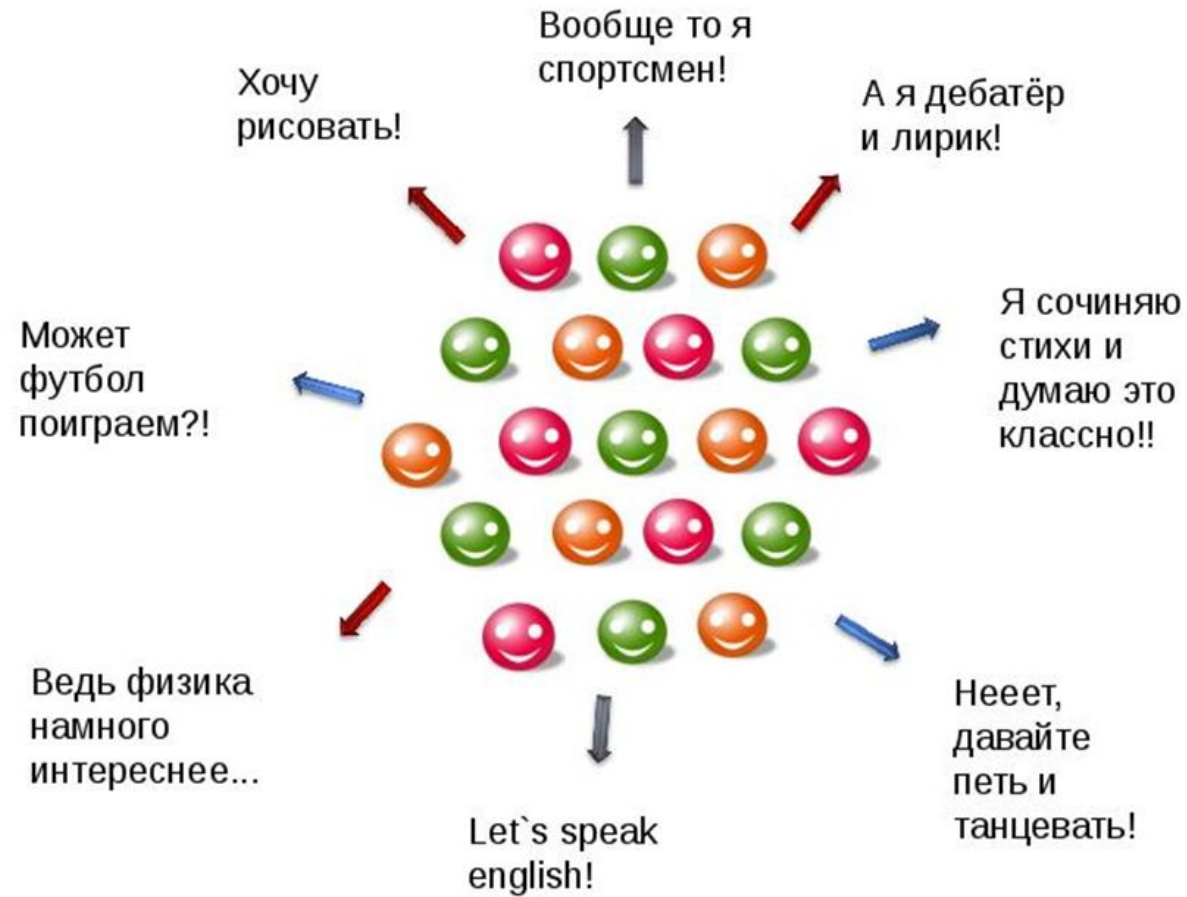 Вообще то я
спортсмен!
Хочу
рисовать!
А я дебатёр
и лирик!
Я сочиняю
стихи и
думаю это
классно!!
Может
футбол
поиграем?!
Ведь физика
намного
интереснее...
Нееет,
давайте
петь и
танцевать!
Let`s speak
english!